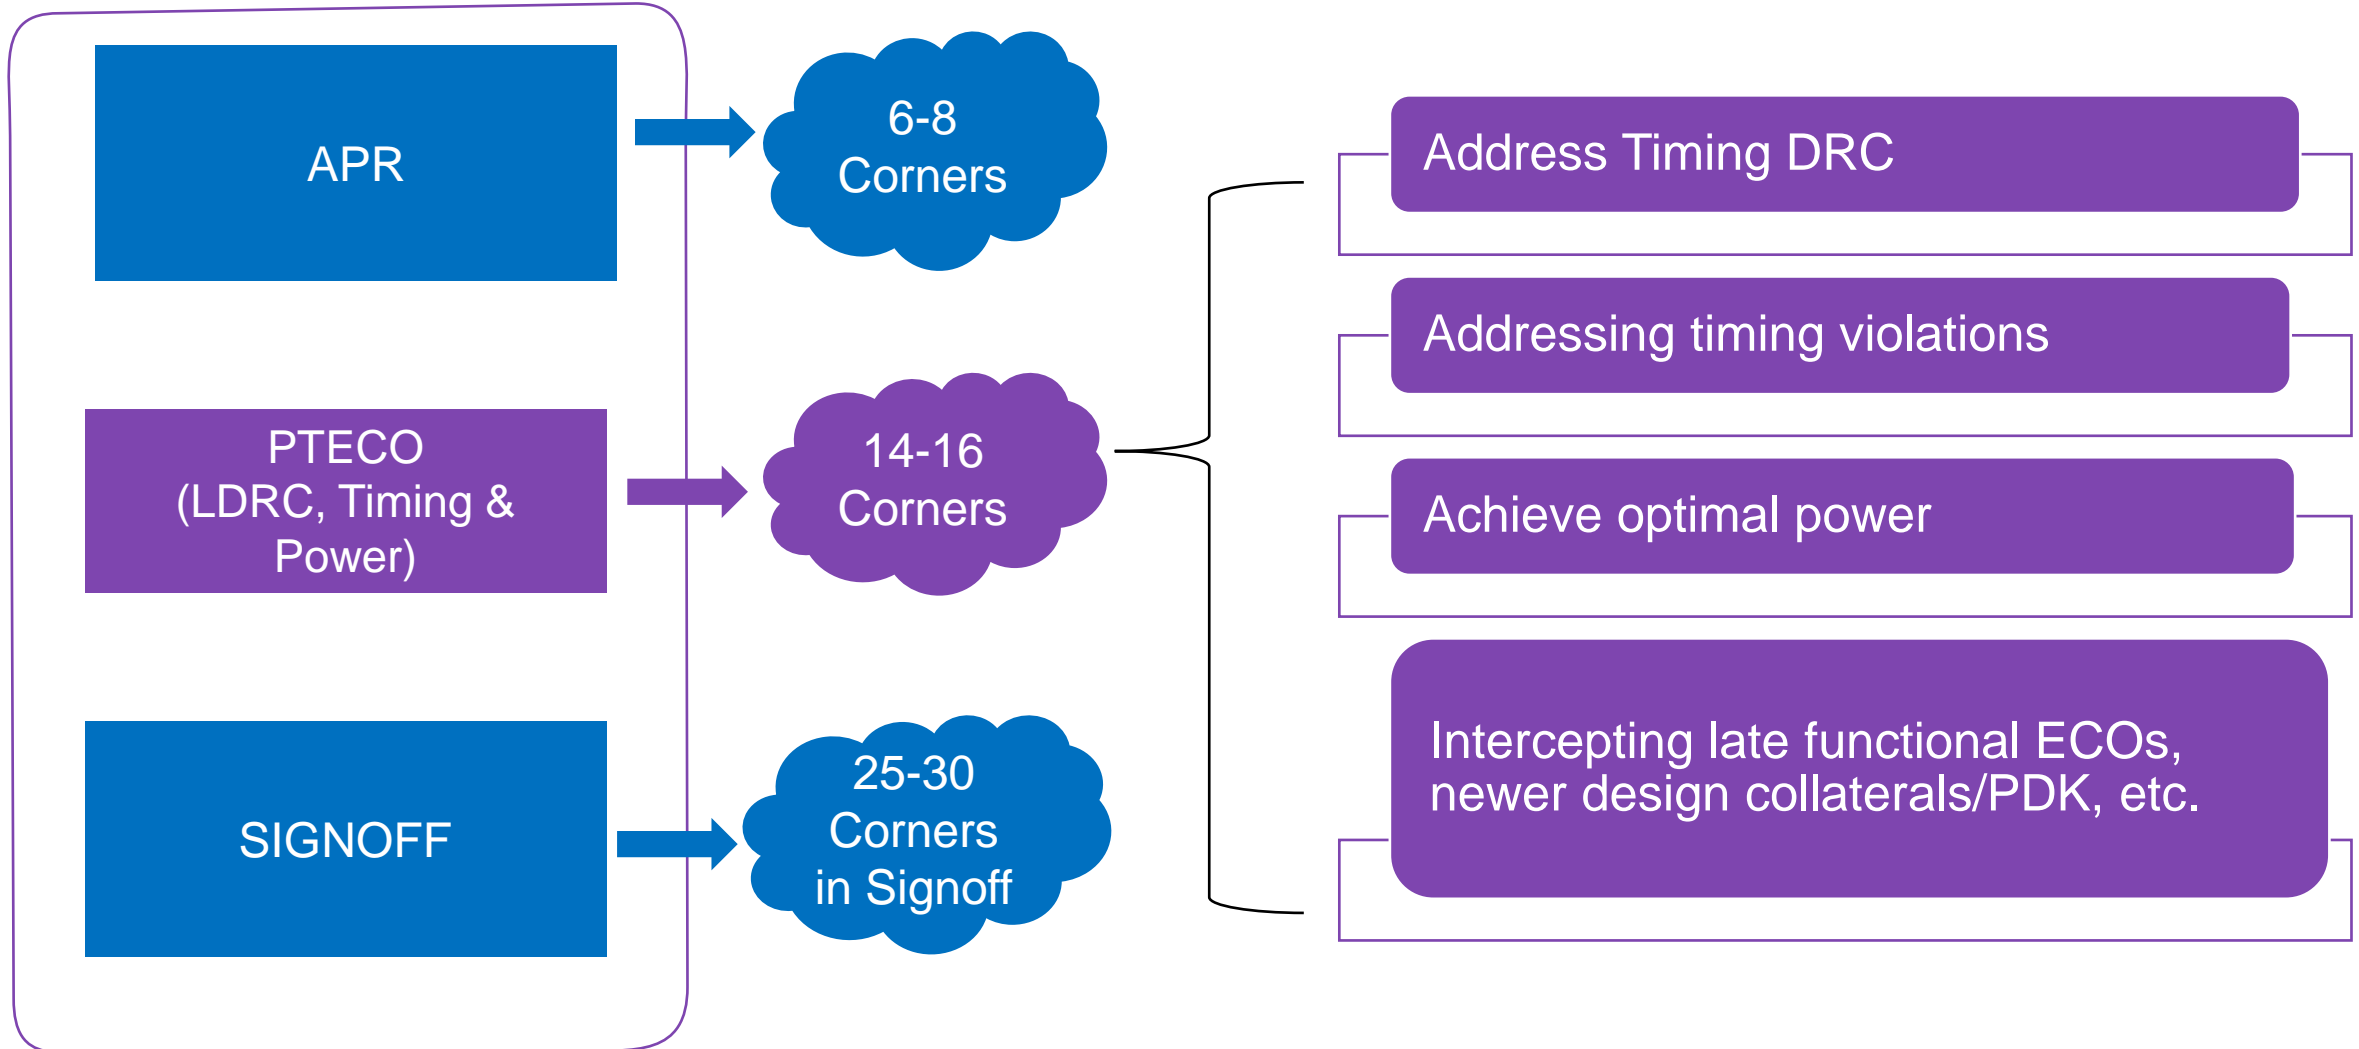 APR
6-8
Corners
PTECO
(LDRC, Timing &
Power)
14-16
Corners
SIGNOFF
25-30
Corners
in Signoff
Address Timing DRC
Addressing timing violations
Achieve optimal power
Intercepting late functional ECOs,
newer design collaterals/PDK, etc.